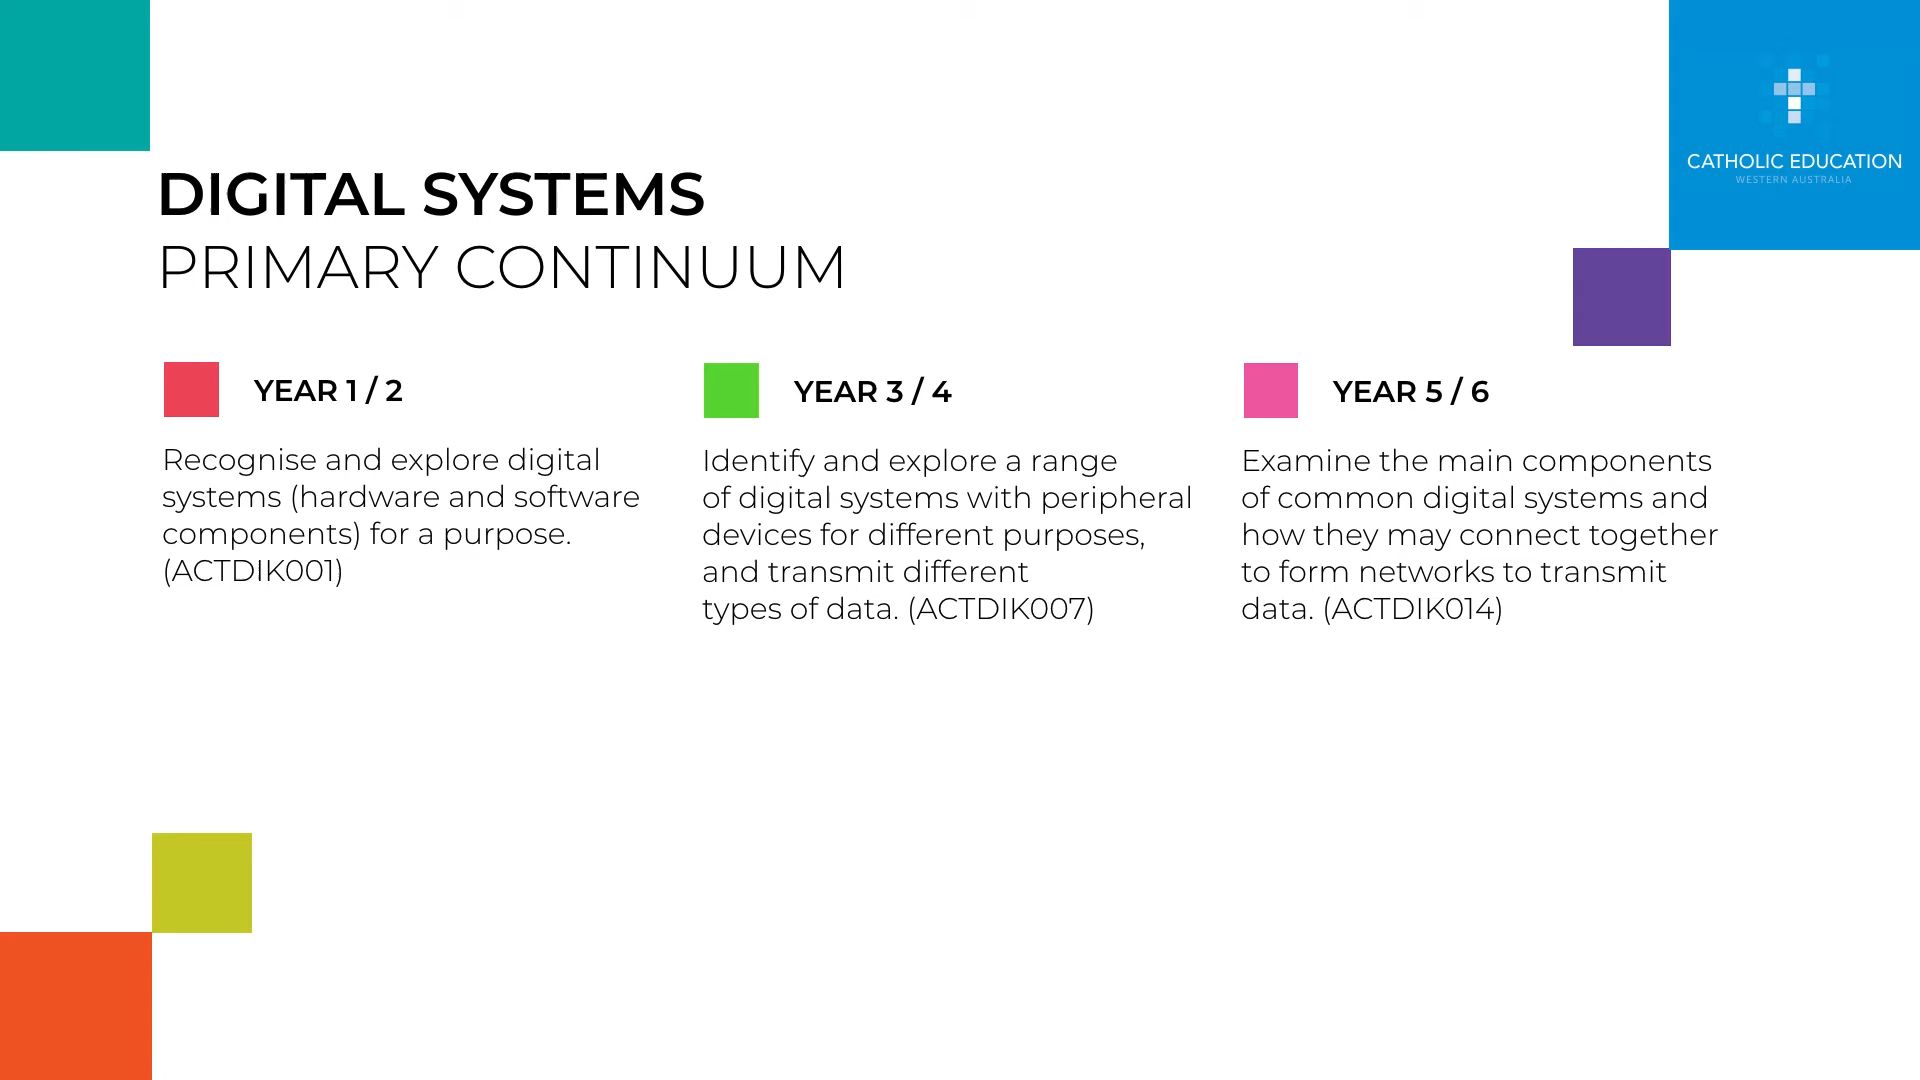 CATHOLIC EDUCATION
WESTERN AUSTRALIA
DIGITAL SYSTEMS
PRIMARY CONTINUUM
YEAR 1 / 2
Recognise and explore digital
systems (hardware and software
components) for a purpose.
(ACTDIK001)
YEAR 3 / 4
Identify and explore a range
of digital systems with peripheral
devices for different purposes,
and transmit different
types of data. (ACTDIK007)
YEAR 5 / 6
Examine the main components
of common digital systems and
how they may connect together
to form networks to transmit
data. (ACTDIK014)